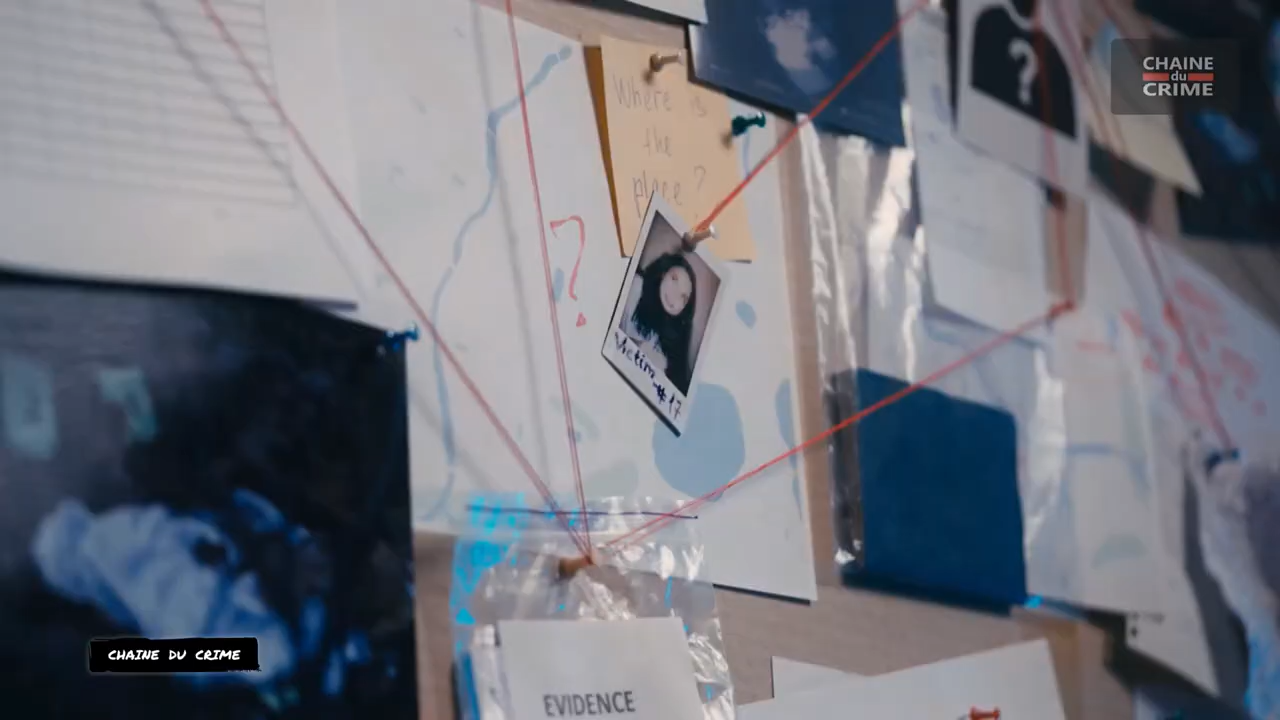 CHAINE
du
CRIME
?
Where is
the
place?
?
Victim #17
CHAINE DU CRIME
EVIDENCE